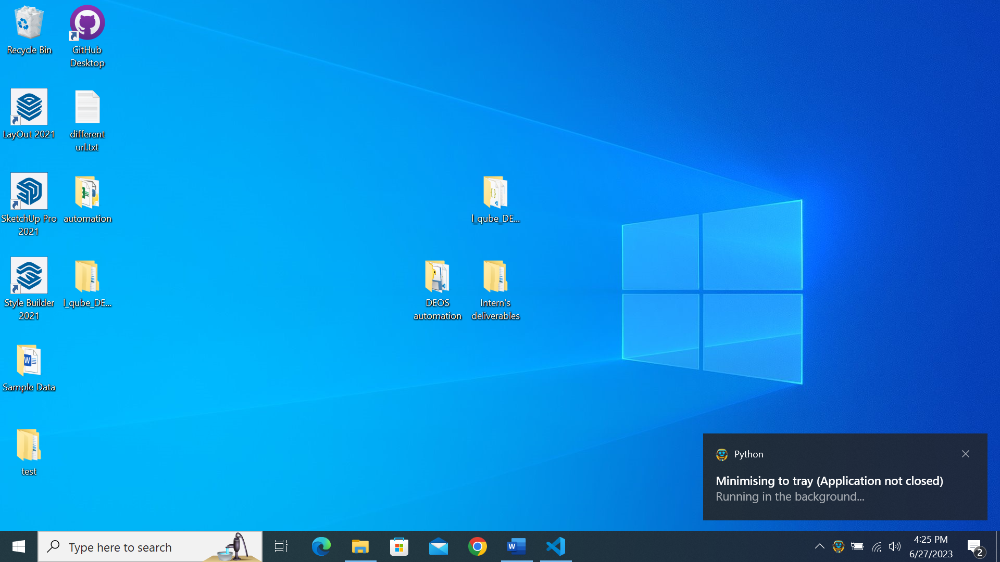 Recycle Bin
GitHub
Desktop
LayOut 2021
different
url.txt
SketchUp Pro
2021
automation
l_qube_DE...
Style Builder
2021
l_qube_DE...
DEOS
automation
Intern's
deliverables
Sample Data
test
Python
Minimising to tray (Application not closed)
Running in the background...
Type here to search
W
4:25 PM
6/27/2023
2